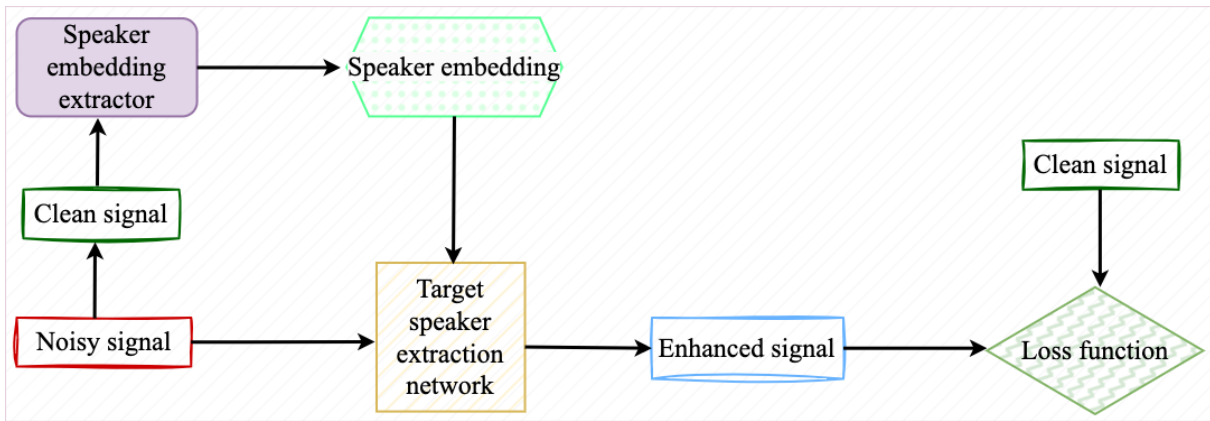 Speaker
embedding
extractor
Speaker embedding
Clean signal
Clean signal
Noisy signal
Target
speaker
extraction
network
Enhanced signal
Loss function